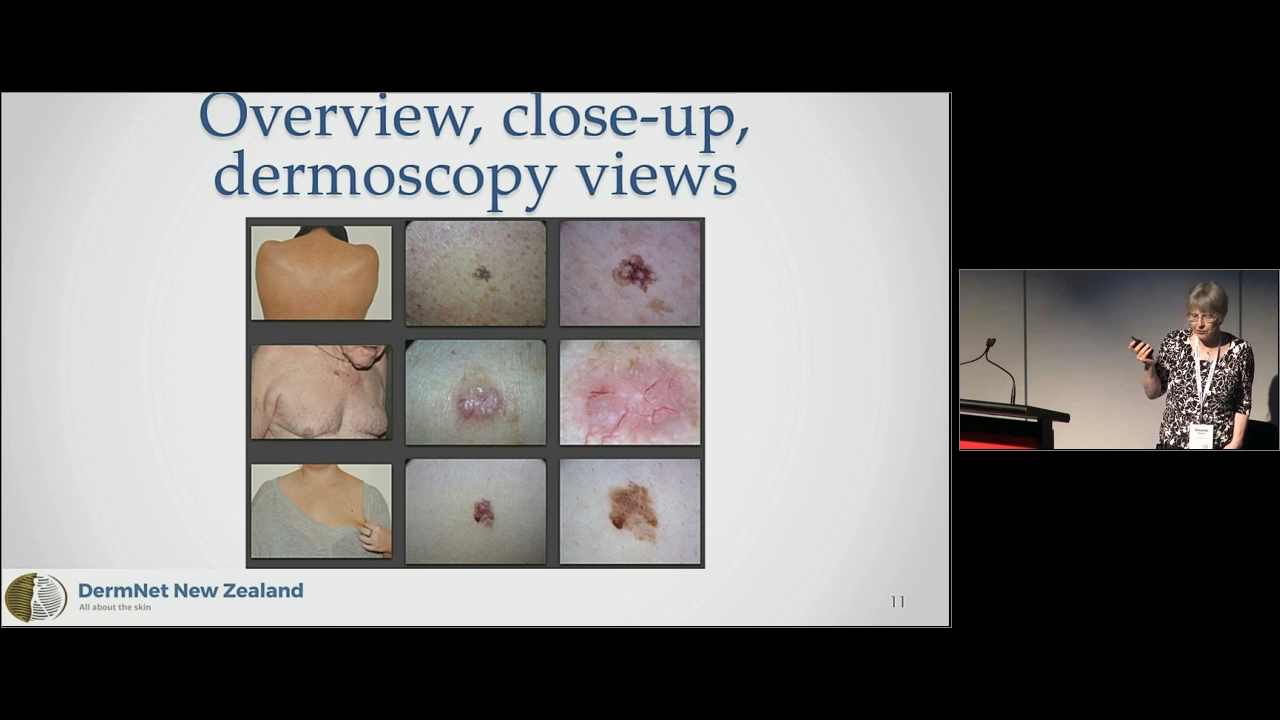 Overview, close-up,
dermoscopy views
DermNet New Zealand
All about the skin
11